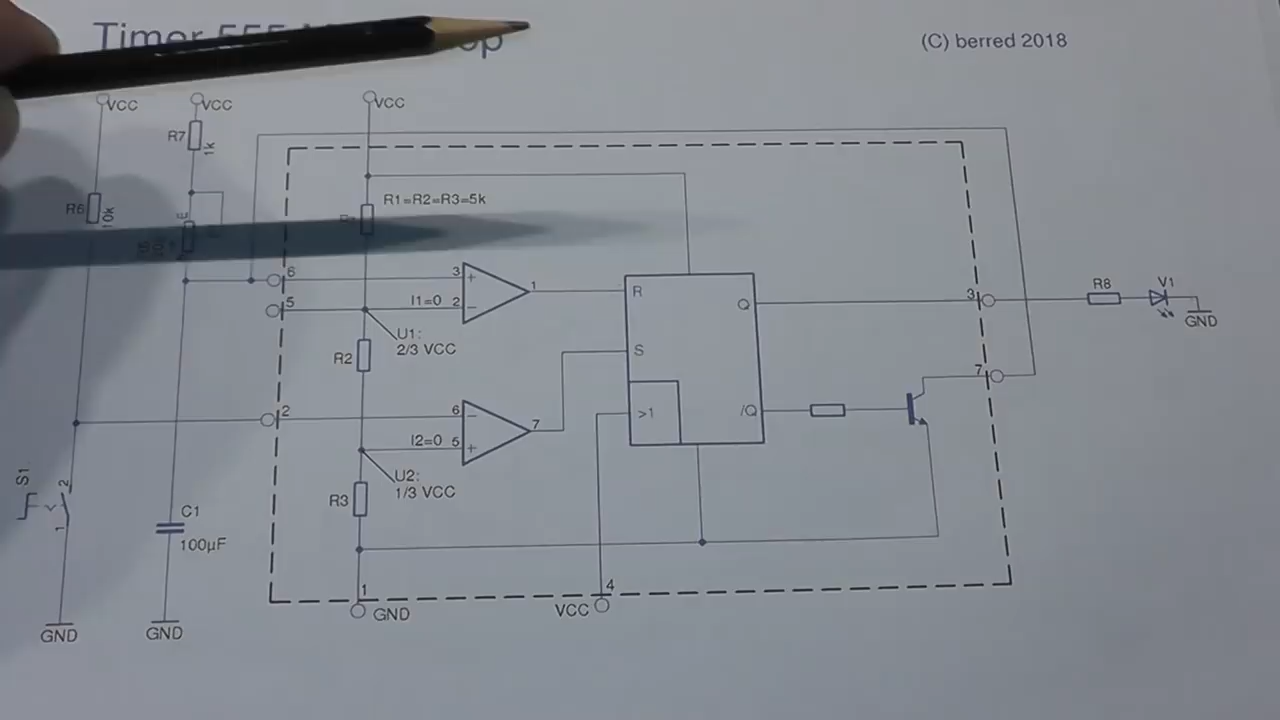 Timer 555
(C) berred 2018
VCC
VCC
VCC
R7
1k
R6
10k
R1=R2=R3=5k
6
3
+
1
R
Q
3
R8
V1
GND
5
I1=0
2
−
U1:
2/3 VCC
R2
S
7
2
6
−
7
>1
/Q
I2=0
5
+
U2:
1/3 VCC
R3
S1
2
1
C1
100µF
1
GND
4
VCC
GND
GND